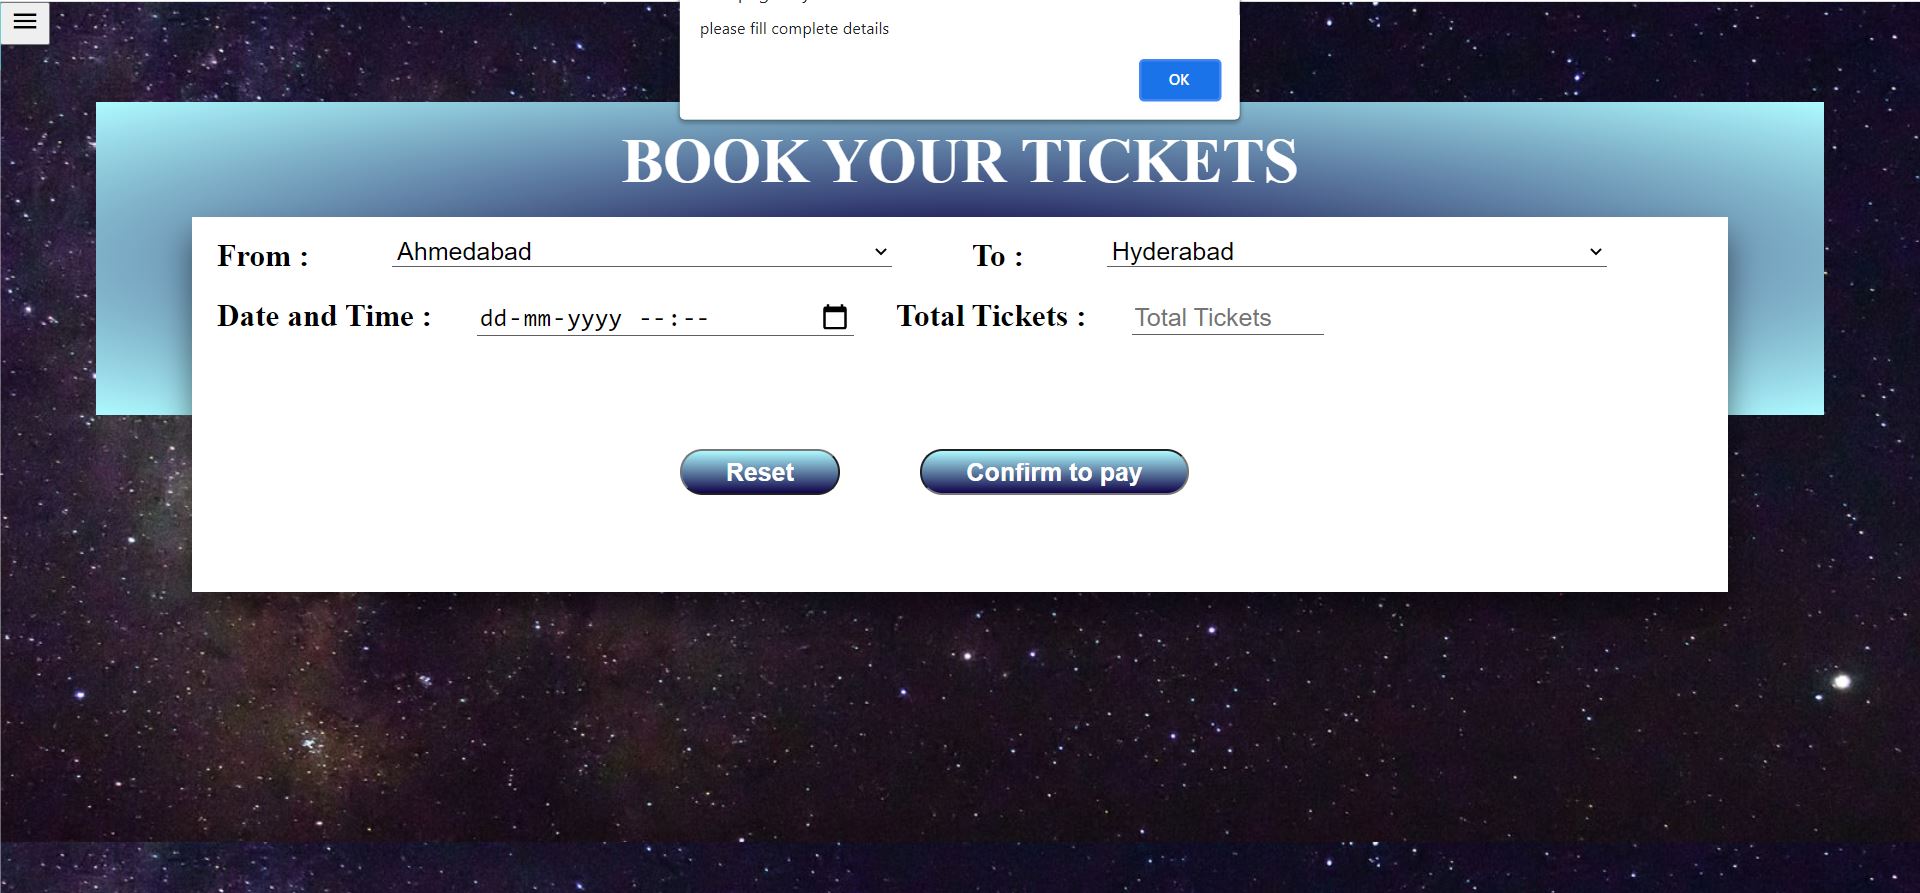 please fill complete details
OK
BOOK YOUR TICKETS
From : Ahmedabad To : Hyderabad
Date and Time : dd-mm-yyyy --:-- Total Tickets : Total Tickets
Reset Confirm to pay